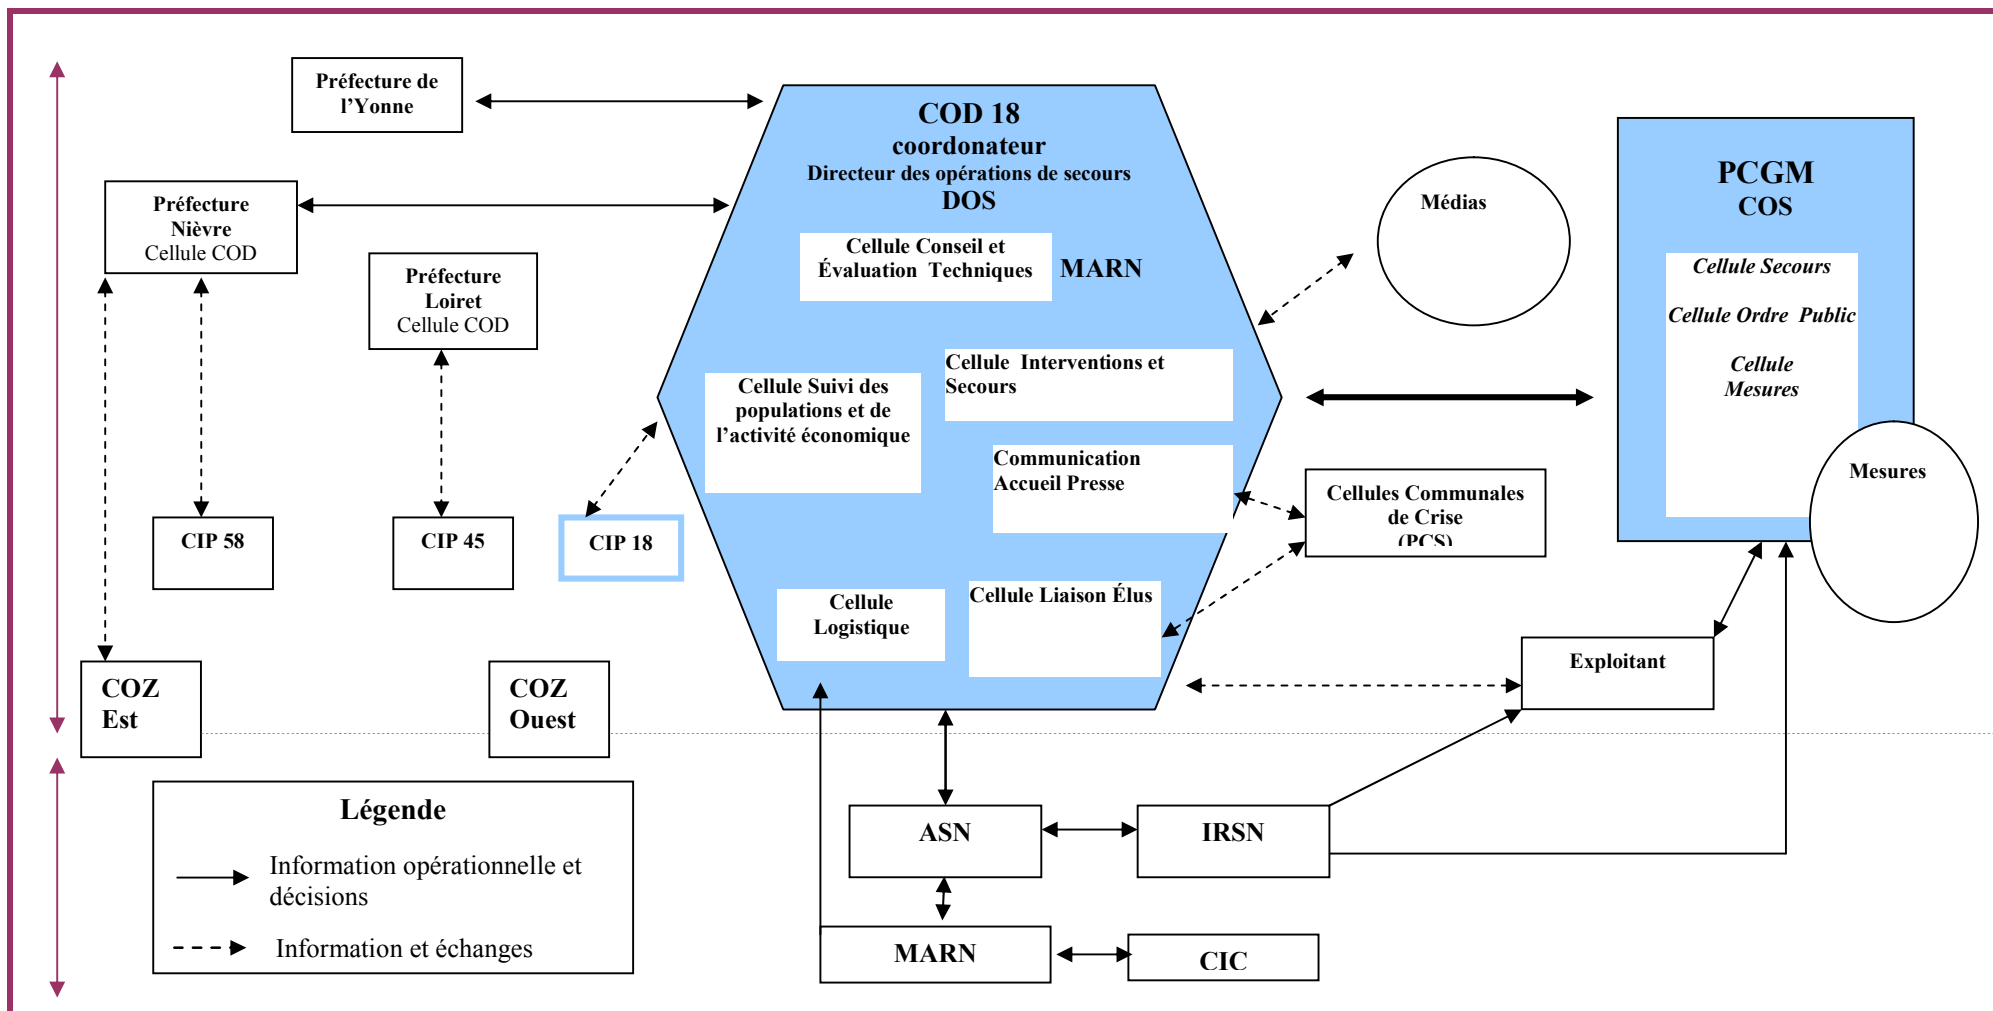 Préfecture de
l'Yonne
Préfecture
Nièvre
Cellule COD
Préfecture
Loiret
Cellule COD
CIP 58
CIP 45
CIP 18
COZ
Est
COZ
Ouest
COD 18
coordonateur
Directeur des opérations de secours
DOS
Cellule Conseil et
Évaluation Techniques
MARN
Cellule Interventions et
Secours
Cellule Suivi des
populations et de
l'activité économique
Communication
Accueil Presse
Cellule Liaison Élus
Cellule
Logistique
Médias
PCGM
COS
Cellule Secours
Cellule Ordre Public
Cellule
Mesures
Mesures
Cellules Communales
de Crise
(PCS)
Exploitant
ASN
IRSN
MARN
CIC
Légende
Information opérationnelle et
décisions
Information et échanges